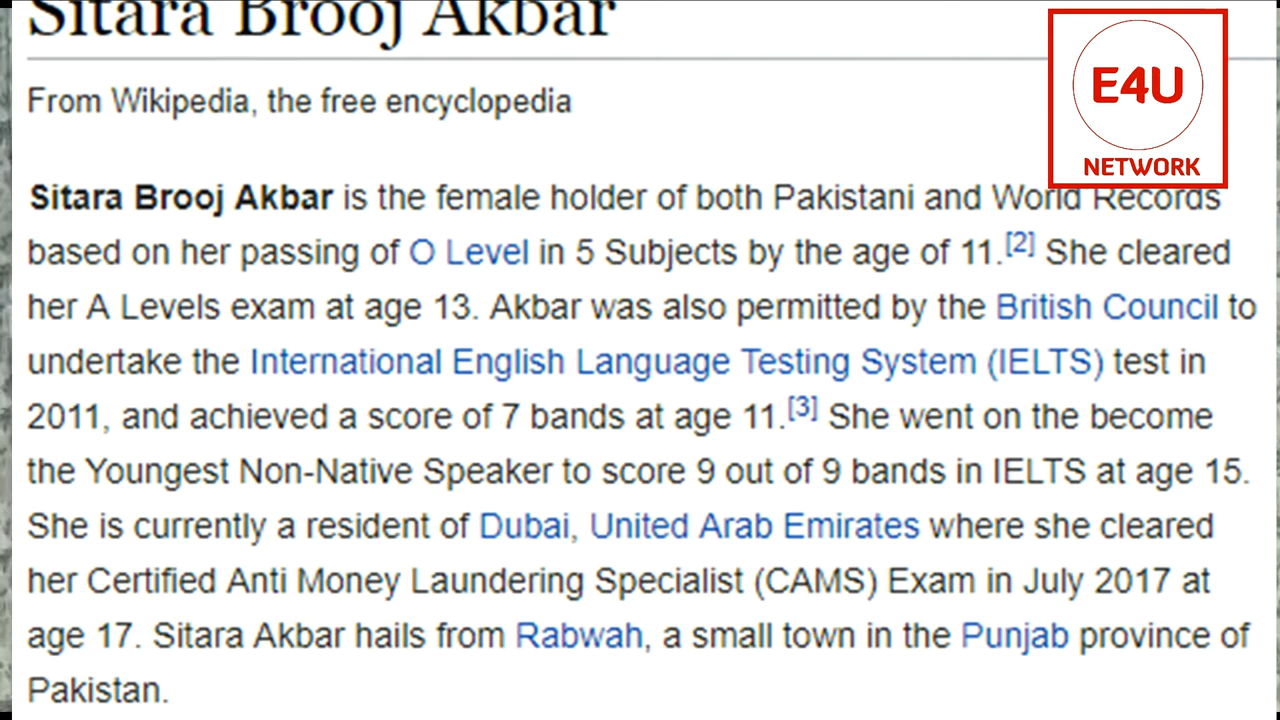 Sitara Brooj Akbar
From Wikipedia, the free encyclopedia
E4U
NETWORK
Sitara Brooj Akbar is the female holder of both Pakistani and World Records
based on her passing of O Level in 5 Subjects by the age of 11.[2] She cleared
her A Levels exam at age 13. Akbar was also permitted by the British Council to
undertake the International English Language Testing System (IELTS) test in
2011, and achieved a score of 7 bands at age 11.[3] She went on the become
the Youngest Non-Native Speaker to score 9 out of 9 bands in IELTS at age 15.
She is currently a resident of Dubai, United Arab Emirates where she cleared
her Certified Anti Money Laundering Specialist (CAMS) Exam in July 2017 at
age 17. Sitara Akbar hails from Rabwah, a small town in the Punjab province of
Pakistan.